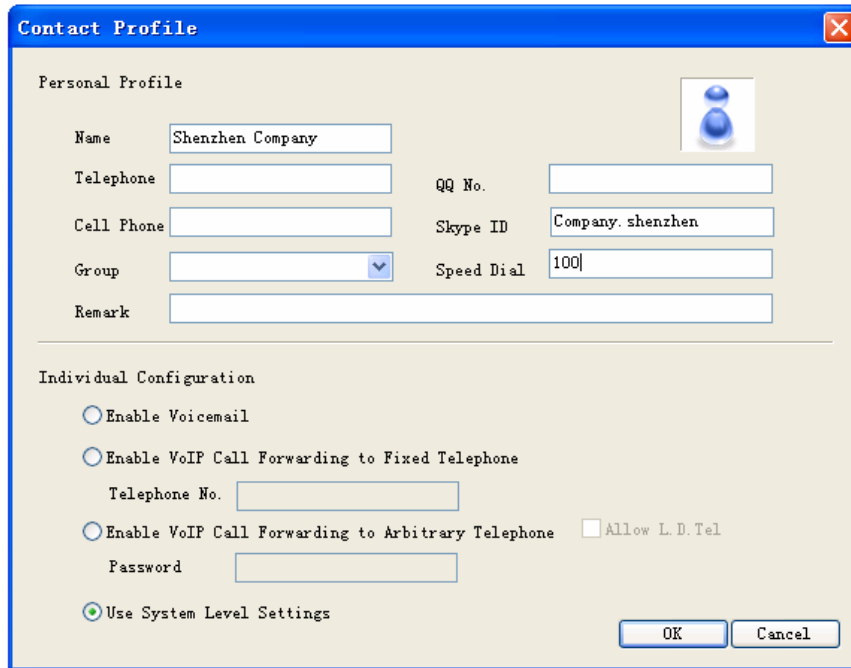 Contact Profile
Personal Profile
Name Shenzhen Company
Telephone QQ No.
Cell Phone Skype ID Company.shenzhen
Group Speed Dial 100
Remark
Individual Configuration
Enable Voicemail
Enable VoIP Call Forwarding to Fixed Telephone
Telephone No.
Enable VoIP Call Forwarding to Arbitrary Telephone Allow L.D.Tel
Password
Use System Level Settings
OK Cancel